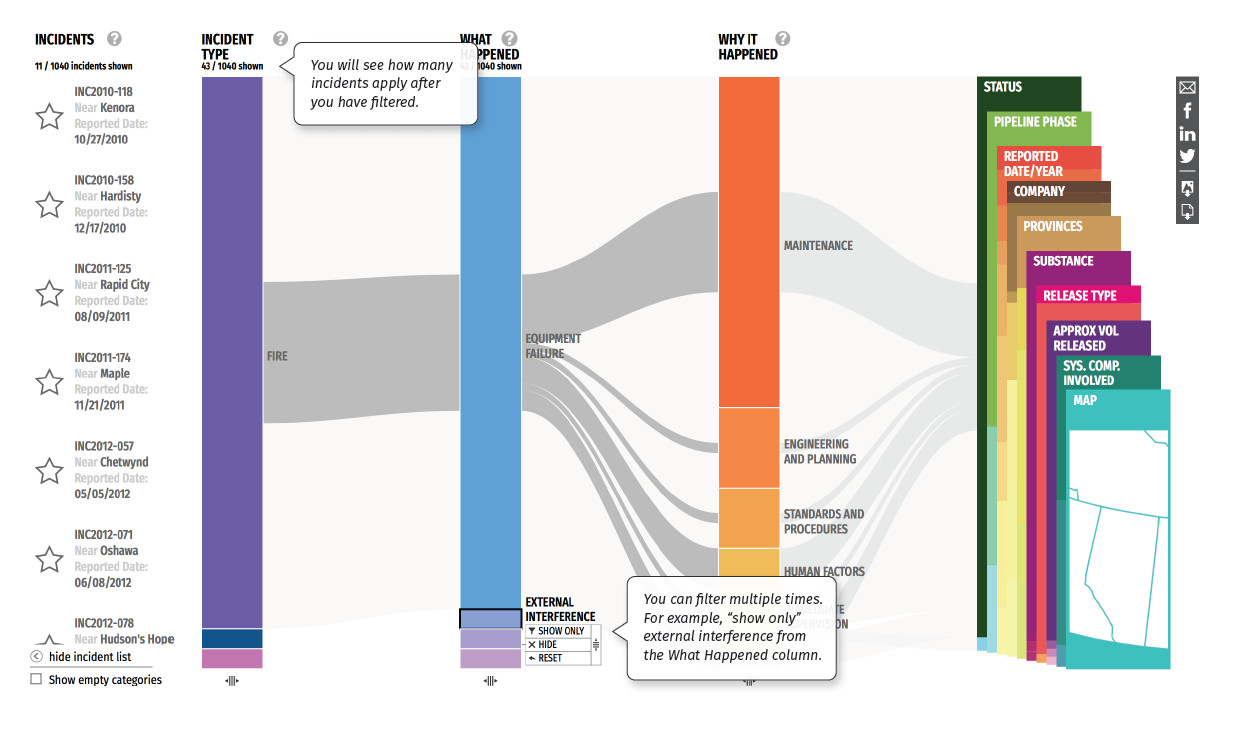 INCIDENTS ?
11 / 1040 incidents shown
INC2010-118
Near Kenora
Reported Date:
10/27/2010
INC2010-158
Near Hardisty
Reported Date:
12/17/2010
INC2011-125
Near Rapid City
Reported Date:
08/09/2011
INC2011-174
Near Maple
Reported Date:
11/21/2011
INC2012-057
Near Chetwynd
Reported Date:
05/05/2012
INC2012-071
Near Oshawa
Reported Date:
06/08/2012
INC2012-078
Near Hudson's Hope
hide incident list
Show empty categories
INCIDENT ?
TYPE
43 / 1040 shown
You will see how many
incidents apply after
you have filtered.
FIRE
WHAT ?
HAPPENED
43 / 1040 shown
EQUIPMENT
FAILURE
EXTERNAL
INTERFERENCE
SHOW ONLY
HIDE
RESET
You can filter multiple times.
For example, “show only”
external interference from
the What Happened column.
WHY IT ?
HAPPENED
MAINTENANCE
ENGINEERING
AND PLANNING
STANDARDS AND
PROCEDURES
HUMAN FACTORS
STATUS
PIPELINE PHASE
REPORTED
DATE/YEAR
COMPANY
PROVINCES
SUBSTANCE
RELEASE TYPE
APPROX VOL
RELEASED
SYS. COMP.
INVOLVED
MAP